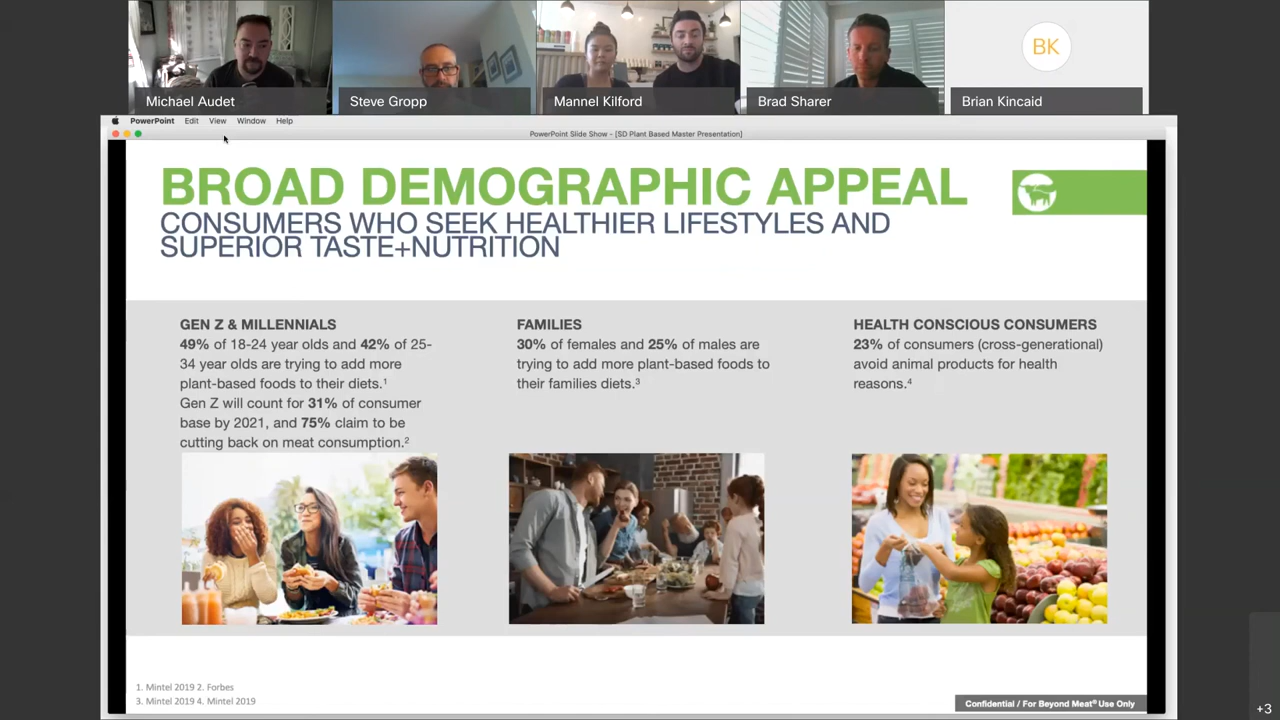 Michael Audet
Steve Gropp
Mannel Kilford
Brad Sharer
BK
Brian Kincaid
PowerPoint Edit View Window Help
PowerPoint Slide Show - [SD Plant Based Master Presentation]
BROAD DEMOGRAPHIC APPEAL
CONSUMERS WHO SEEK HEALTHIER LIFESTYLES AND
SUPERIOR TASTE+NUTRITION
GEN Z & MILLENNIALS
49% of 18-24 year olds and 42% of 25-
34 year olds are trying to add more
plant-based foods to their diets.¹
Gen Z will count for 31% of consumer
base by 2021, and 75% claim to be
cutting back on meat consumption.²
FAMILIES
30% of females and 25% of males are
trying to add more plant-based foods to
their families diets.³
HEALTH CONSCIOUS CONSUMERS
23% of consumers (cross-generational)
avoid animal products for health
reasons.⁴
1. Mintel 2019 2. Forbes
3. Mintel 2019 4. Mintel 2019
Confidential / For Beyond Meat® Use Only
+3